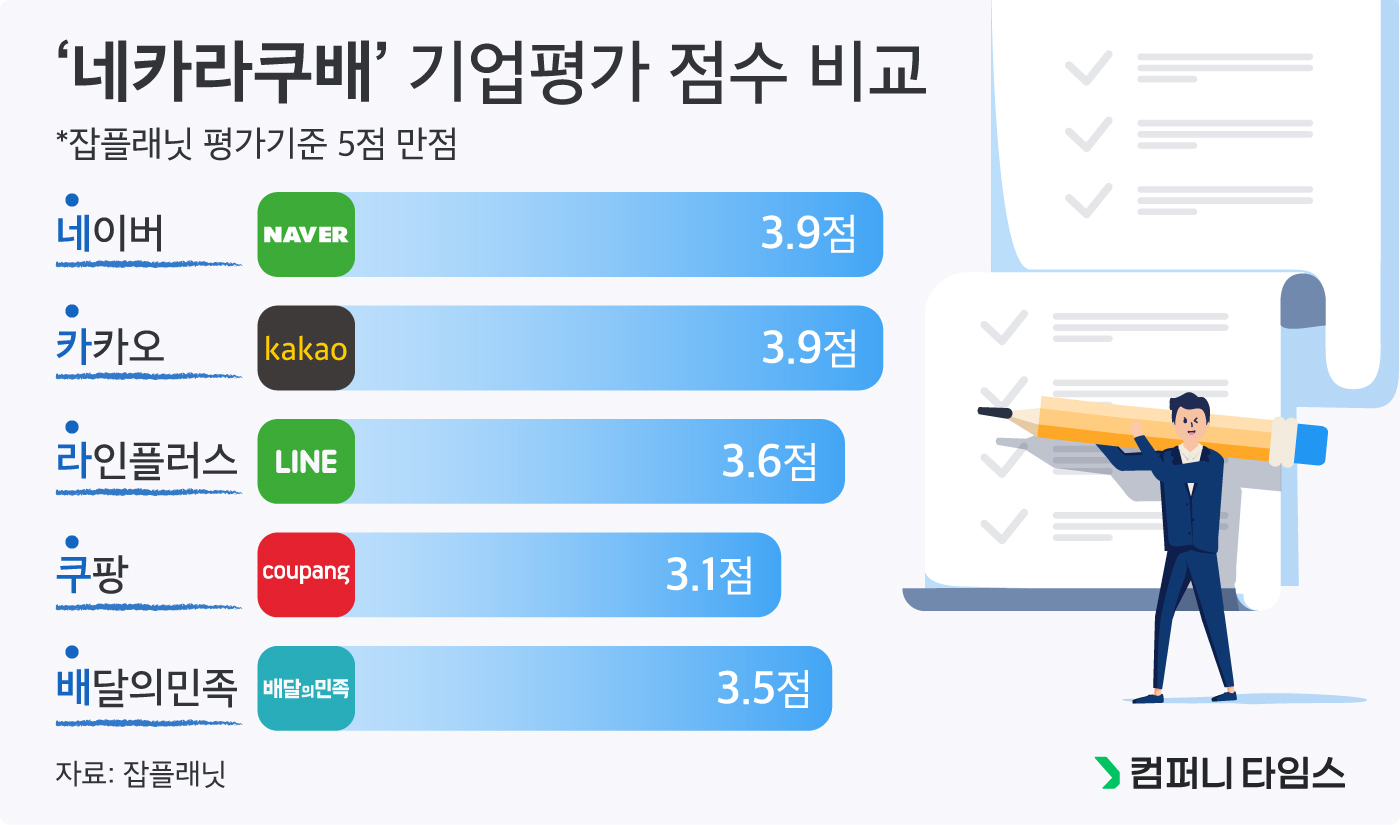 ‘네카라쿠배’ 기업평가 점수 비교
*잡플래닛 평가기준 5점 만점
네이버 NAVER 3.9점
카카오 kakao 3.9점
라인플러스 LINE 3.6점
쿠팡 coupang 3.1점
배달의민족 배달의민족 3.5점
자료: 잡플래닛
컴퍼니 타임스